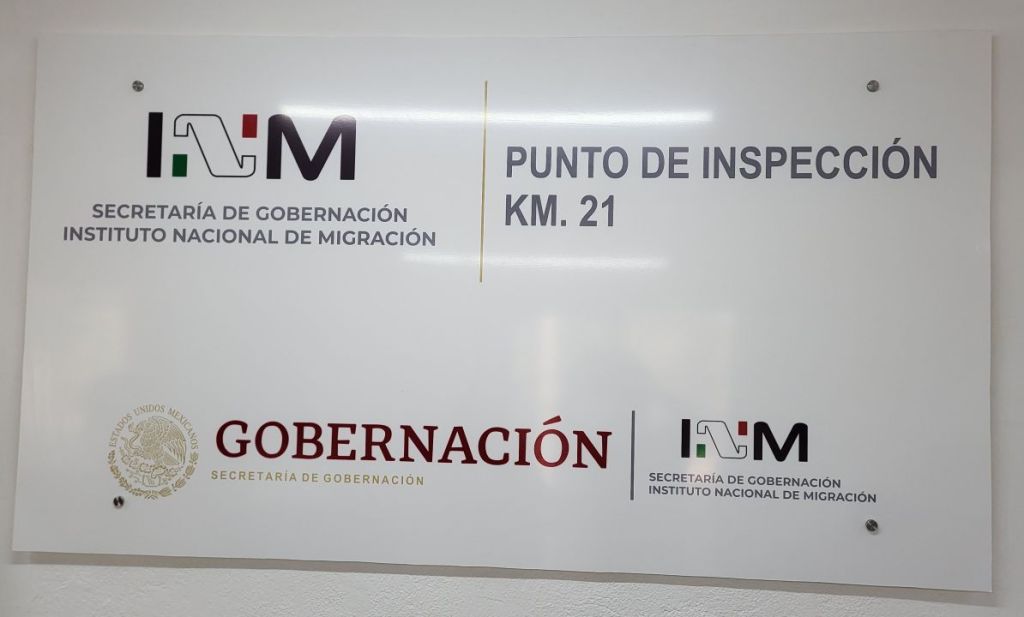 INM
SECRETARÍA DE GOBERNACIÓN
INSTITUTO NACIONAL DE MIGRACIÓN
PUNTO DE INSPECCIÓN
KM. 21
ESTADOS UNIDOS MEXICANOS
GOBERNACIÓN
SECRETARÍA DE GOBERNACIÓN
INM
SECRETARÍA DE GOBERNACIÓN
INSTITUTO NACIONAL DE MIGRACIÓN